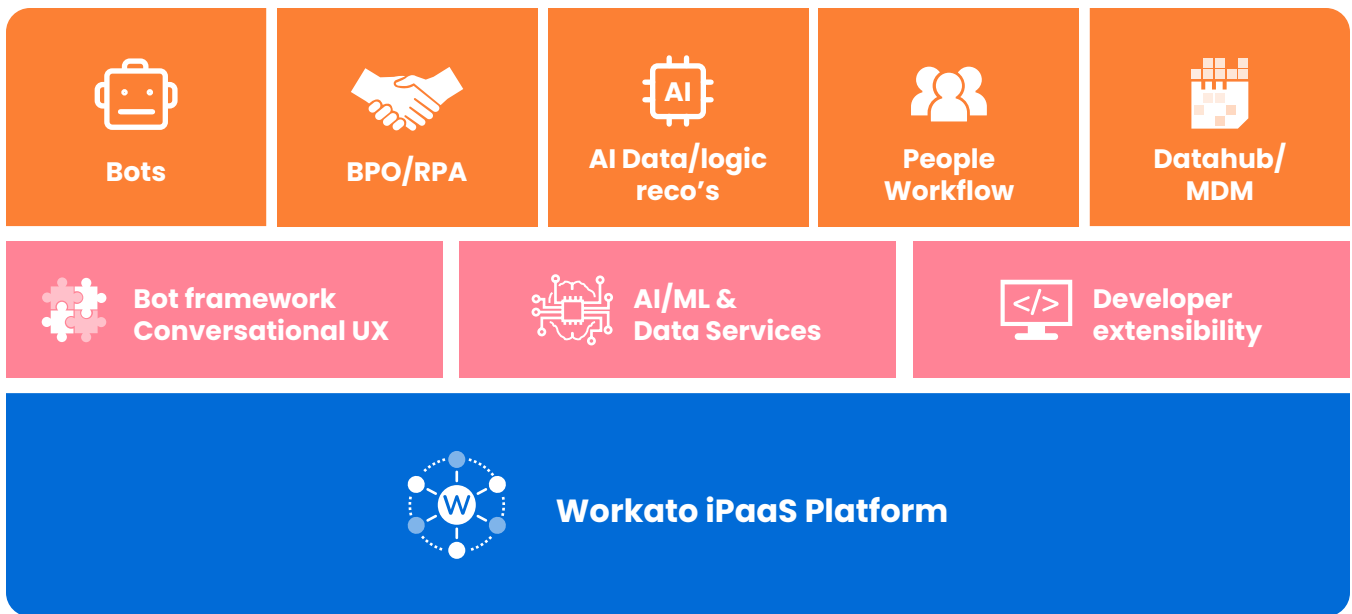 Bots
BPO/RPA
AI
AI Data/logic
reco’s
People
Workflow
Datahub/
MDM
Bot framework
Conversational UX
AI/ML &
Data Services
</>
Developer
extensibility
W
Workato iPaaS Platform